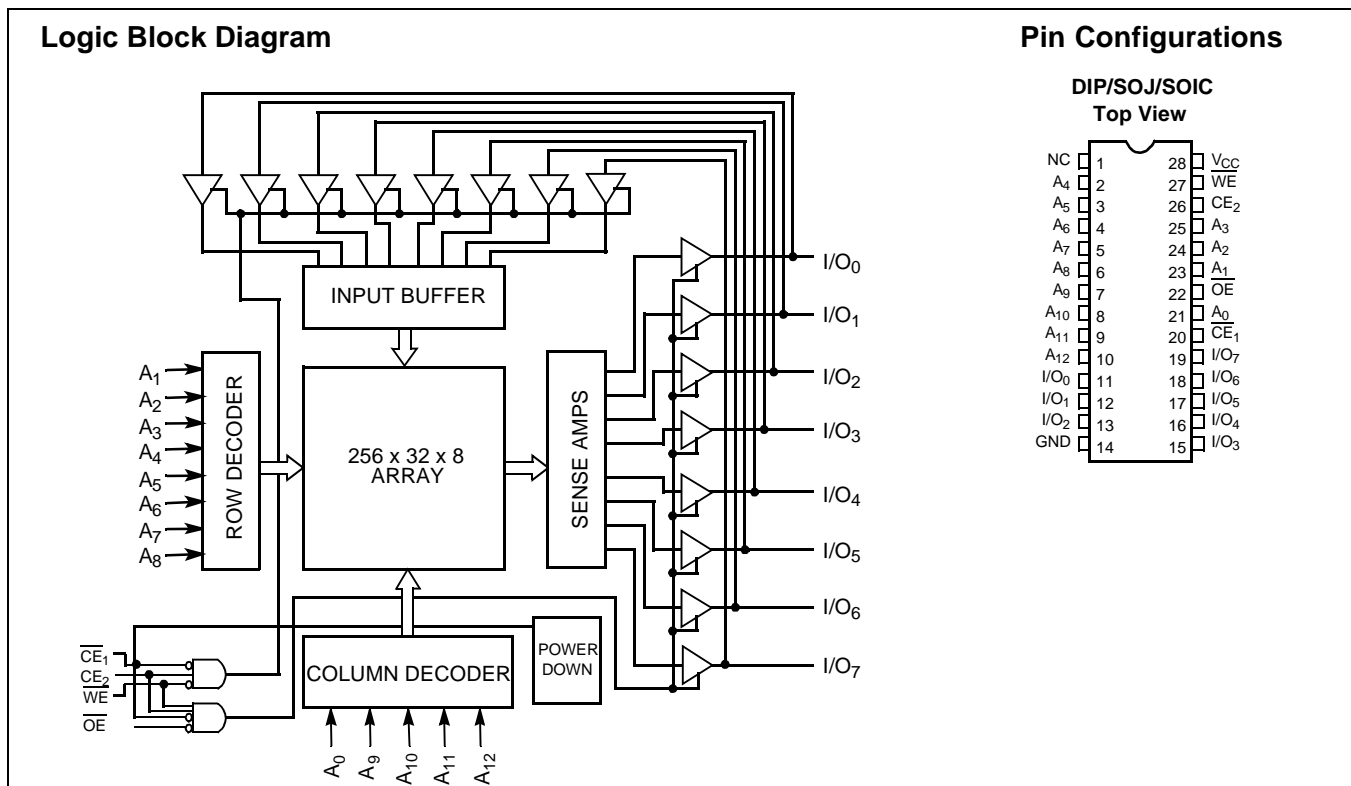 Logic Block Diagram
INPUT BUFFER
A1
A2
A3
A4
A5
A6
A7
A8
ROW DECODER
256 x 32 x 8
ARRAY
SENSE AMPS
I/O0
I/O1
I/O2
I/O3
I/O4
I/O5
I/O6
I/O7
CE1
CE2
WE
OE
COLUMN DECODER
POWER
DOWN
A0
A9
A10
A11
A12
Pin Configurations
DIP/SOJ/SOIC
Top View
NC 1 28 VCC
A4 2 27 WE
A5 3 26 CE2
A6 4 25 A3
A7 5 24 A2
A8 6 23 A1
A9 7 22 OE
A10 8 21 A0
A11 9 20 CE1
A12 10 19 I/O7
I/O0 11 18 I/O6
I/O1 12 17 I/O5
I/O2 13 16 I/O4
GND 14 15 I/O3